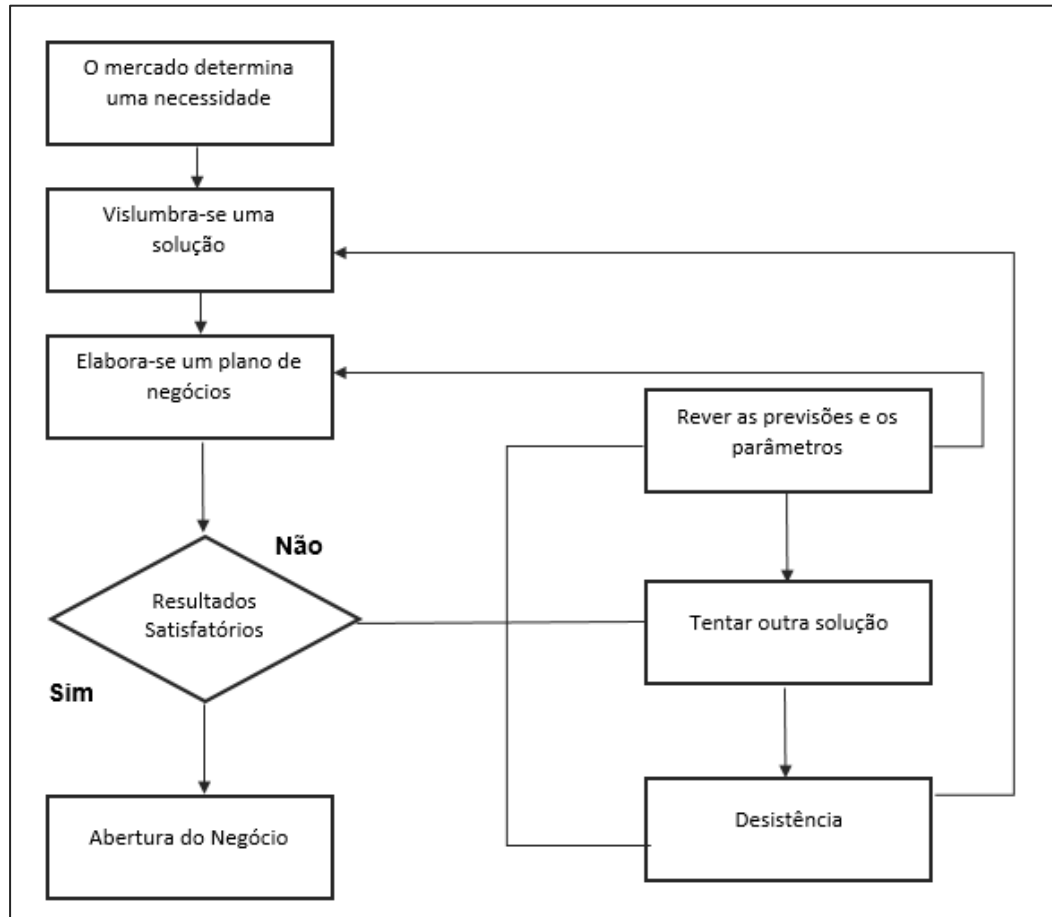 O mercado determina
uma necessidade
Vislumbra-se uma
solução
Elabora-se um plano de
negócios
Rever as previsões e os
parâmetros
Não
Resultados
Satisfatórios
Tentar outra solução
Sim
Abertura do Negócio
Desistência